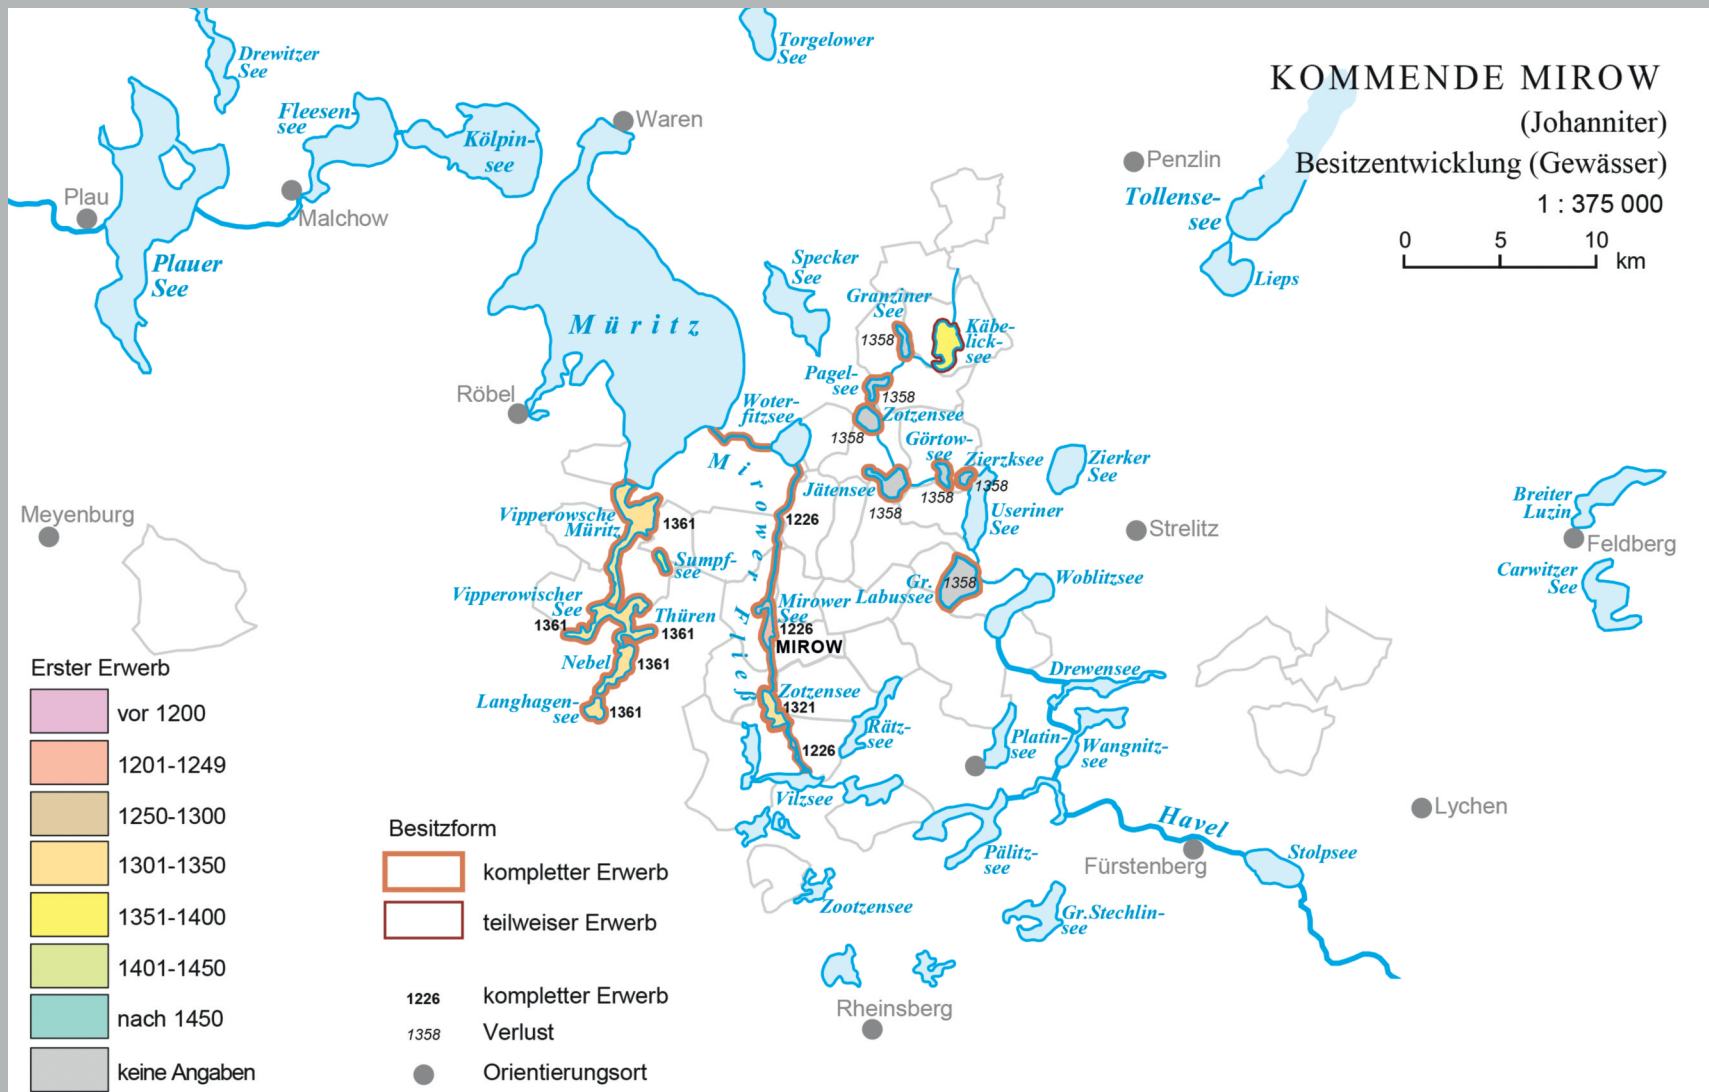 KOMMENDE MIROW
(Johanniter)
Besitzentwicklung (Gewässer)
1 : 375 000
0 5 10
km
Drewitzer
See
Torgelower
See
Fleesen-
see
Kölpin-
see
Waren
Plau
Malchow
Plauer
See
Penzlin
Tollense-
see
Lieps
Specker
See
Müritz
Granziner
See
1358
Käbe-
lick-
see
Pagel-
see
1358
Röbel
Woter-
fitzsee
Zotzensee
1358
Görtow-
see
Zierzksee
1358
1358
Jätensee
1358
Zierker
See
Useriner
See
Strelitz
Breiter
Luzin
Feldberg
Carwitzer
See
Meyenburg
Mirower Fließ
Vipperowsche
Müritz
1361
1226
Sumpf-
see
Vipperowischer
See
1361
Thüren
1361
Mirower
See
1226
MIROW
Gr.
Labussee
1358
Woblitzsee
Nebel
1361
Langhagen-
see
1361
Zotzensee
1321
1226
Rätz-
see
Drewensee
Platin-
see
Wangnitz-
see
Vilzsee
Pälitz-
see
Havel
Fürstenberg
Stolpsee
Lychen
Zootzensee
Gr.Stechlin-
see
Rheinsberg
Erster Erwerb
vor 1200
1201-1249
1250-1300
1301-1350
1351-1400
1401-1450
nach 1450
keine Angaben
Besitzform
kompletter Erwerb
teilweiser Erwerb
1226 kompletter Erwerb
1358 Verlust
Orientierungsort